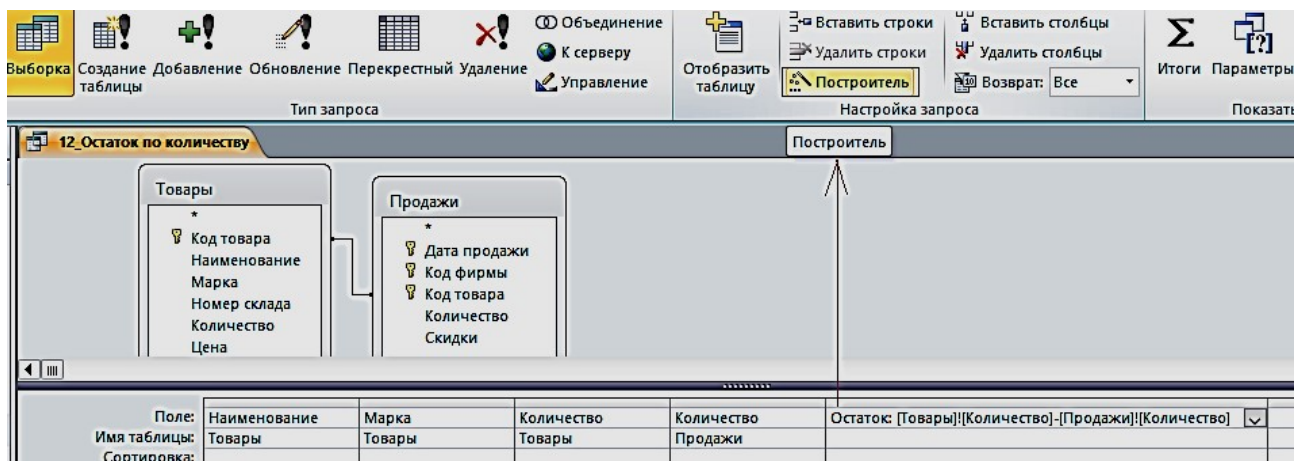 Выборка
Создание таблицы
Добавление
Обновление
Перекрестный
Удаление
Объединение
К серверу
Управление
Тип запроса
Отобразить таблицу
Вставить строки
Удалить строки
Построитель
Вставить столбцы
Удалить столбцы
Возврат: Все
Настройка запроса
Итоги
Параметры
Показать
12_Остаток по количеству
Построитель
Товары
*
Код товара
Наименование
Марка
Номер склада
Количество
Цена
Продажи
*
Дата продажи
Код фирмы
Код товара
Количество
Скидки
Поле: Наименование Марка Количество Количество Остаток: [Товары]![Количество]-[Продажи]![Количество]
Имя таблицы: Товары Товары Товары Продажи
Сортировка: